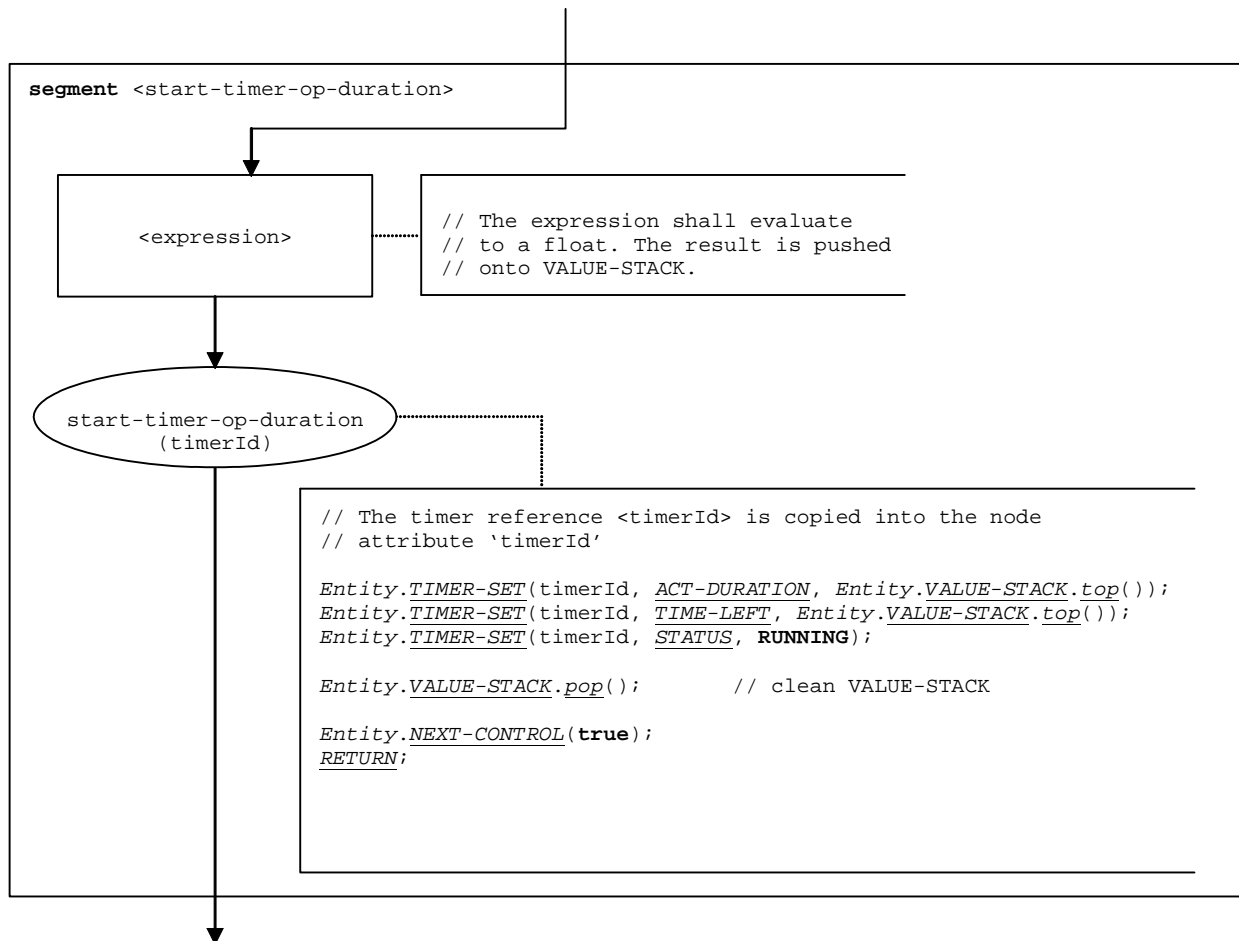 segment <start-timer-op-duration>
<expression>
// The expression shall evaluate
// to a float. The result is pushed
// onto VALUE-STACK.
start-timer-op-duration
(timerId)
// The timer reference <timerId> is copied into the node
// attribute ‘timerId’
Entity.TIMER-SET(timerId, ACT-DURATION, Entity.VALUE-STACK.top());
Entity.TIMER-SET(timerId, TIME-LEFT, Entity.VALUE-STACK.top());
Entity.TIMER-SET(timerId, STATUS, RUNNING);
Entity.VALUE-STACK.pop(); // clean VALUE-STACK
Entity.NEXT-CONTROL(true);
RETURN;